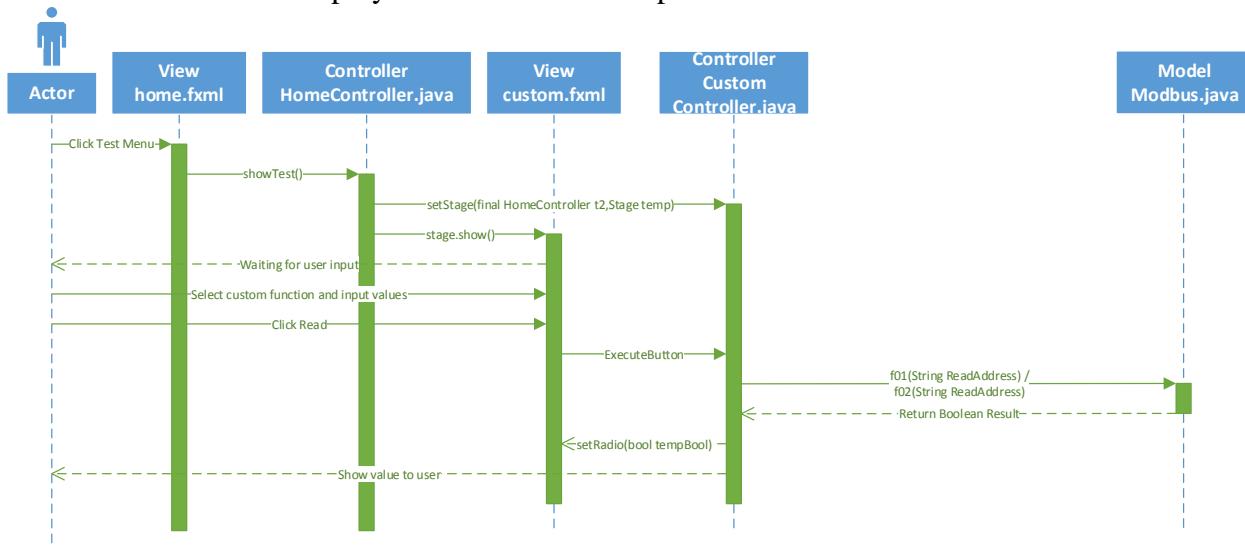 Actor
View
home.fxml
Controller
HomeController.java
View
custom.fxml
Controller
Custom
Controller.java
Model
Modbus.java
Click Test Menu
showTest()
setStage(final HomeController t2,Stage temp)
stage.show()
Waiting for user input
Select custom function and input values
Click Read
ExecuteButton
f01(String ReadAddress) /
f02(String ReadAddress)
Return Boolean Result
setRadio(bool tempBool)
Show value to user